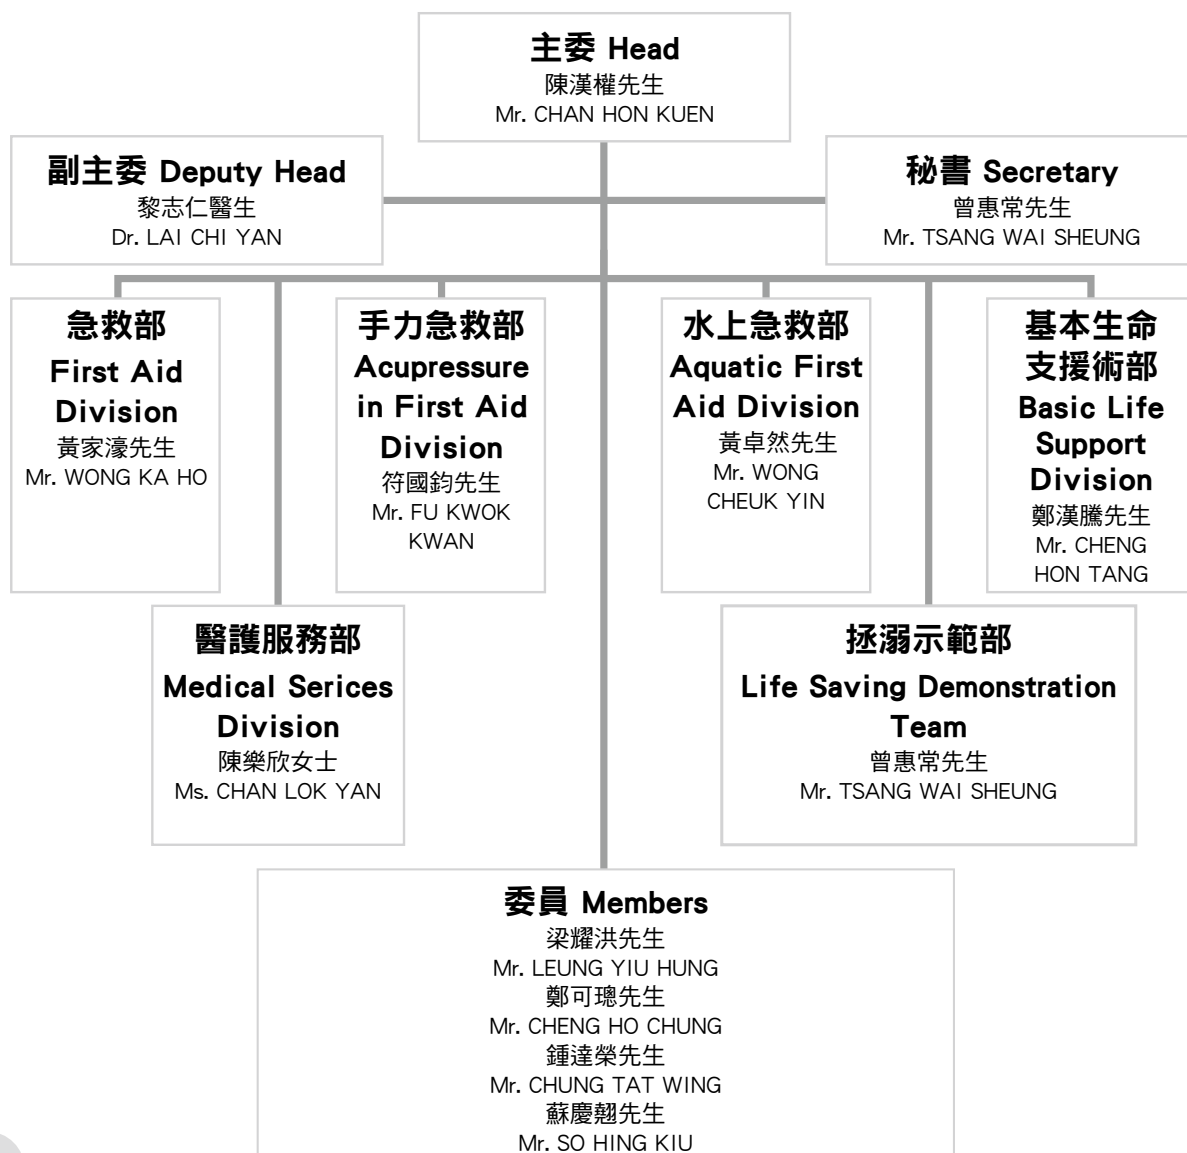 主委 Head
陳漢權先生
Mr. CHAN HON KUEN
副主委 Deputy Head
黎志仁醫生
Dr. LAI CHI YAN
秘書 Secretary
曾惠常先生
Mr. TSANG WAI SHEUNG
急救部
First Aid
Division
黃家濠先生
Mr. WONG KA HO
手力急救部
Acupressure
in First Aid
Division
符國鈞先生
Mr. FU KWOK
KWAN
水上急救部
Aquatic First
Aid Division
黃卓然先生
Mr. WONG
CHEUK YIN
基本生命
支援術部
Basic Life
Support
Division
鄭漢騰先生
Mr. CHENG
HON TANG
醫護服務部
Medical Serices
Division
陳樂欣女士
Ms. CHAN LOK YAN
拯溺示範部
Life Saving Demonstration
Team
曾惠常先生
Mr. TSANG WAI SHEUNG
委員 Members
梁耀洪先生
Mr. LEUNG YIU HUNG
鄭可璁先生
Mr. CHENG HO CHUNG
鍾達榮先生
Mr. CHUNG TAT WING
蘇慶翹先生
Mr. SO HING KIU